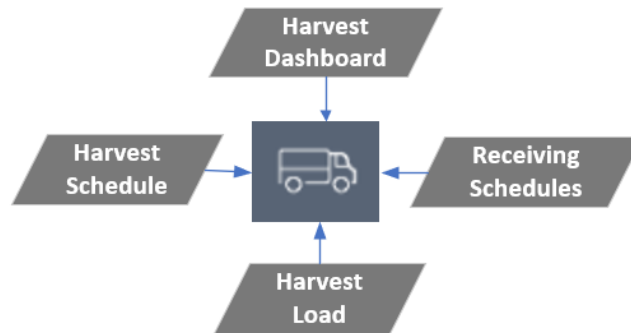 Harvest
Dashboard
Harvest
Schedule
Receiving
Schedules
Harvest
Load